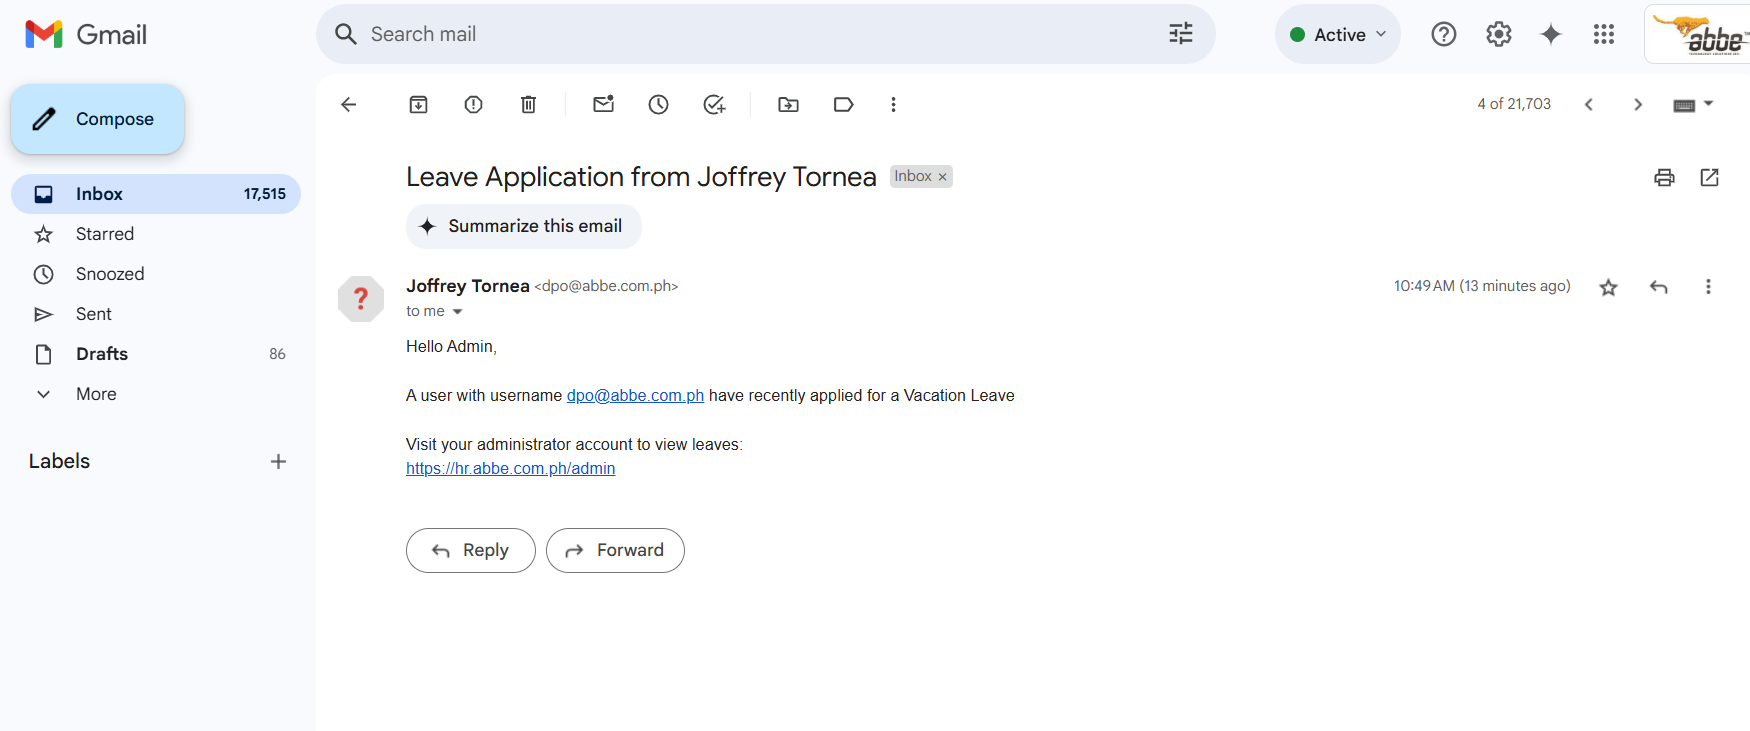 Gmail
Search mail
Active
abbe
Compose
4 of 21,703
Inbox 17,515
Starred
Snoozed
Sent
Drafts 86
More
Labels
Leave Application from Joffrey Tornea Inbox ×
Summarize this email
Joffrey Tornea <dpo@abbe.com.ph> 10:49 AM (13 minutes ago)
to me
Hello Admin,
A user with username dpo@abbe.com.ph have recently applied for a Vacation Leave
Visit your administrator account to view leaves:
https://hr.abbe.com.ph/admin
Reply Forward